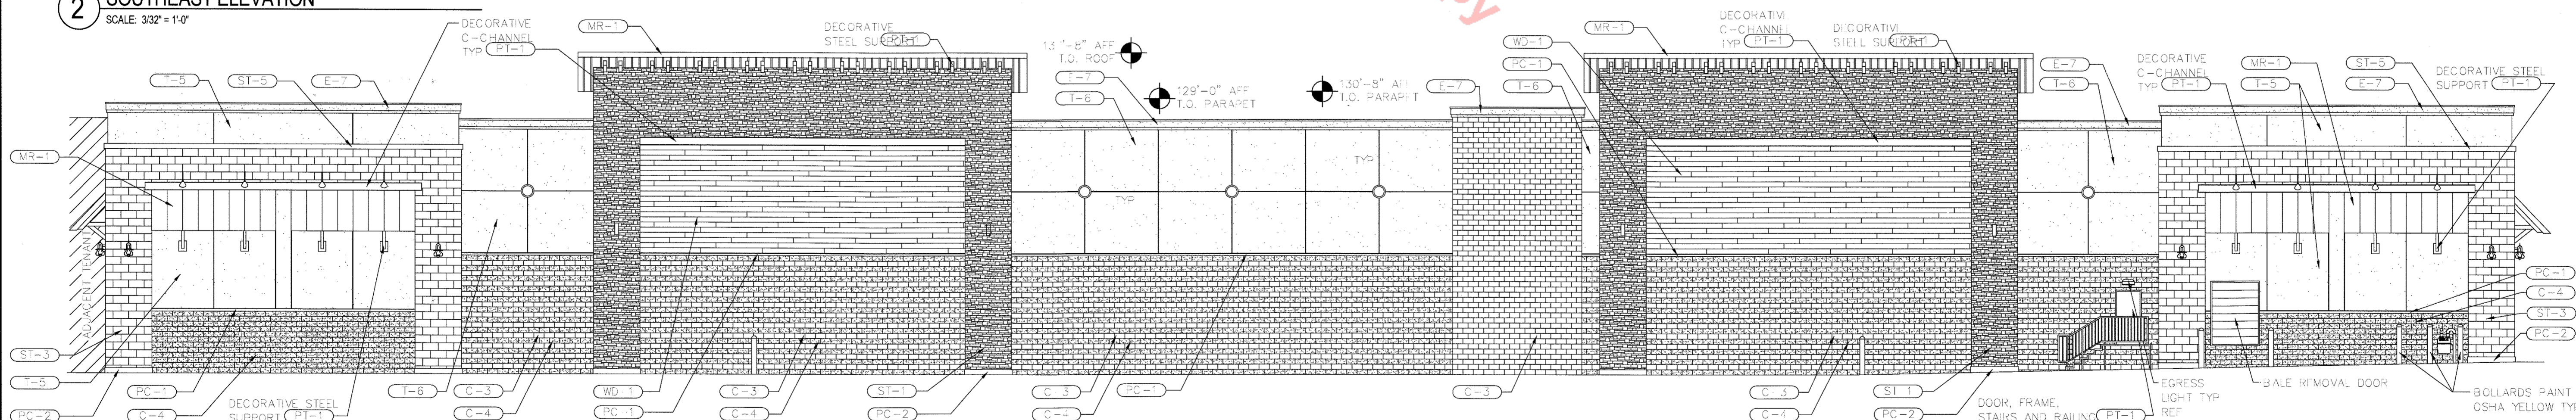 2
SOUTHEAST ELEVATION
SCALE: 3/32" = 1'-0"
DECORATIVE
C-CHANNEL
TYP PT-1
MR-1
DECORATIVE
STEEL SUPPORT
T.O. ROOF
E-7
T-6
129'-0" AFF
T.O. PARAPET
130'-8" AFF
T.O. PARAPET
E-7
WD-1
PC-1
T-6
MR-1
C-CHANNEL
TYP PT-1
E-7
T-6
DECORATIVE
C-CHANNEL
TYP PT-1
MR-1
T-5
ST-5
E-7
DECORATIVE STEEL
SUPPORT PT-1
T-5
ST-5
E-7
MR-1
ADJACENT TENANT
TYP
TYP
ST-3
T-5
PC-2
PC-1
C-4
DECORATIVE STEEL
SUPPORT PT-1
T-6
C-3
C-4
WD-1
PC-1
C-3
C-4
ST-1
PC-2
C-3
C-4
PC-1
C-3
C-3
C-4
ST-1
PC-2
DOOR, FRAME,
STAIRS AND RAILING PT-1
EGRESS
LIGHT TYP
REF
BALE REMOVAL DOOR
PC-1
C-4
ST-3
PC-2
BOLLARDS PAINT
OSHA YELLOW